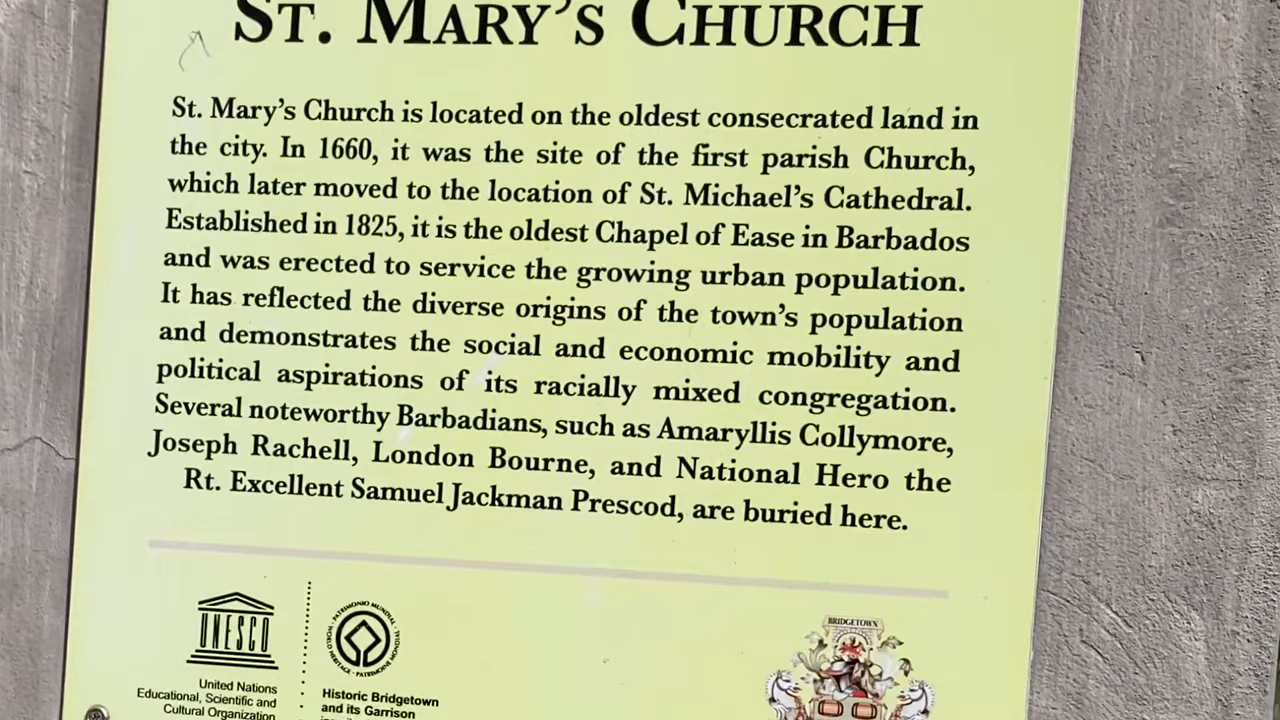 ST. MARY'S CHURCH
St. Mary's Church is located on the oldest consecrated land in
the city. In 1660, it was the site of the first parish Church,
which later moved to the location of St. Michael's Cathedral.
Established in 1825, it is the oldest Chapel of Ease in Barbados
and was erected to service the growing urban population.
It has reflected the diverse origins of the town's population
and demonstrates the social and economic mobility and
political aspirations of its racially mixed congregation.
Several noteworthy Barbadians, such as Amaryllis Collymore,
Joseph Rachell, London Bourne, and National Hero the
Rt. Excellent Samuel Jackman Prescod, are buried here.
UNESCO
United Nations
Educational, Scientific and
Cultural Organization
PATRIMONIO MUNDIAL · WORLD HERITAGE · PATRIMOINE MONDIAL
Historic Bridgetown
and its Garrison
BRIDGETOWN